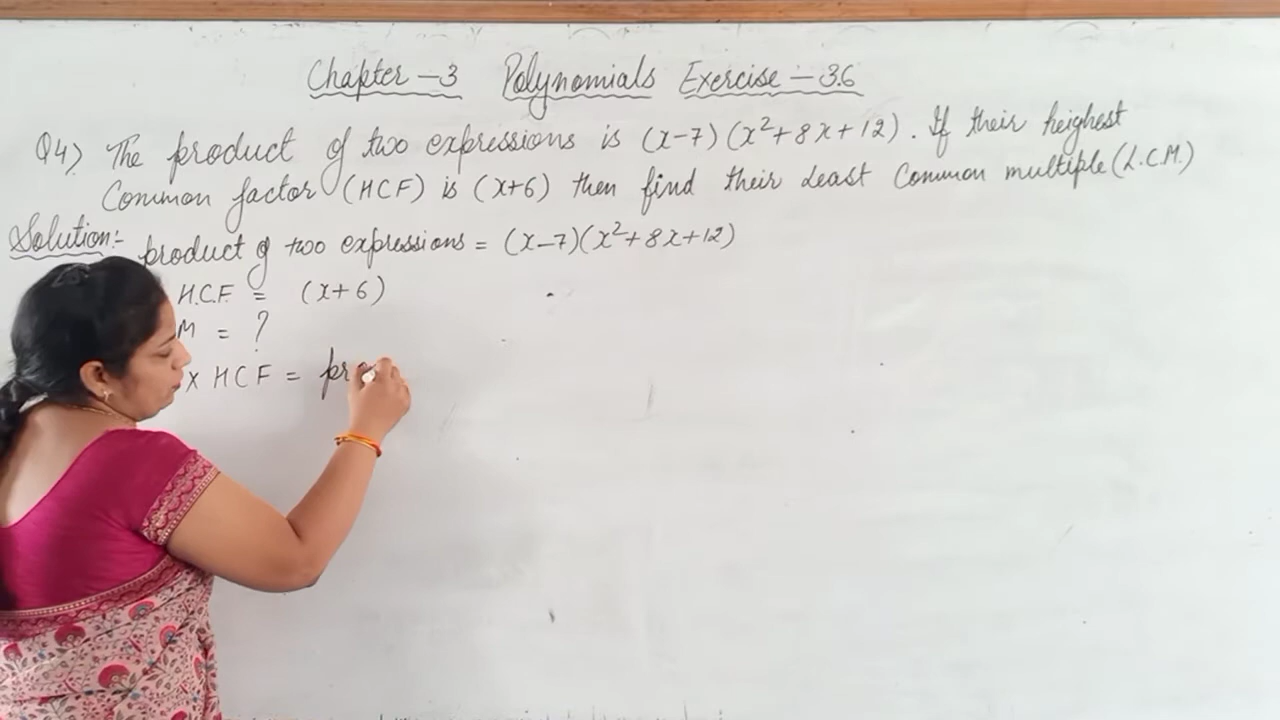 Chapter - 3 Polynomials Exercise - 3.6
Q4) The product of two expressions is (x-7)(x²+8x+12). If their heighest
Common factor (HCF) is (x+6) then find their Least Common multiple (L.C.M.)
Solution:- product of two expressions = (x-7)(x²+8x+12)
H.C.F. = (x+6)
M = ?
x HCF = pro